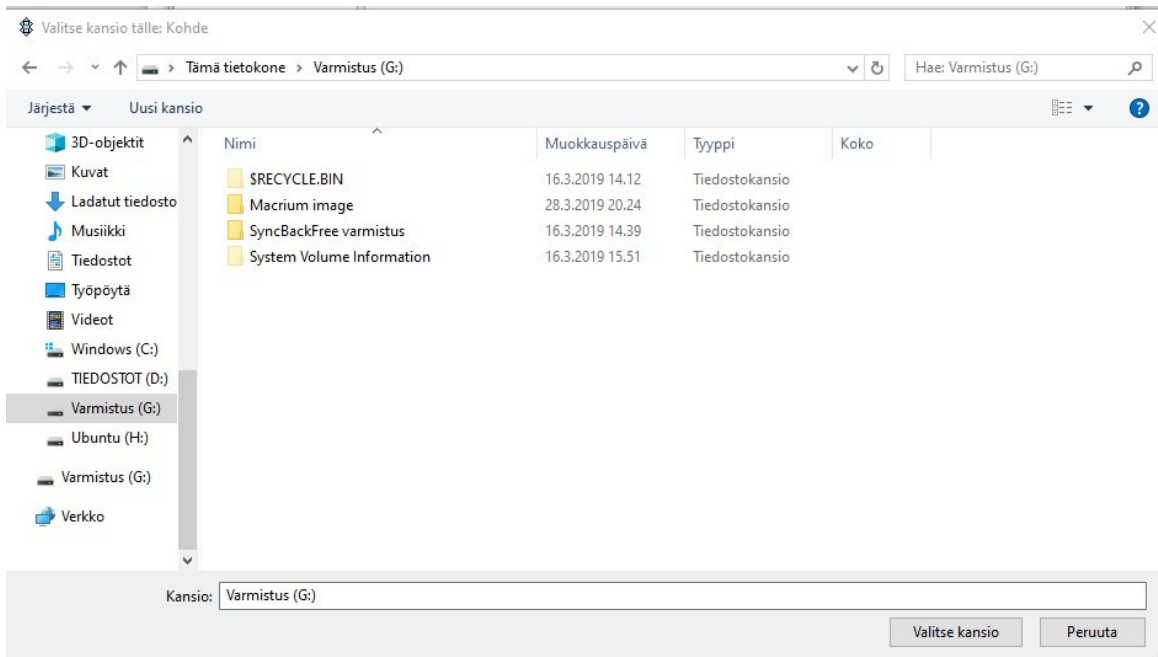 Valitse kansio tälle: Kohde
Tämä tietokone > Varmistus (G:)
Hae: Varmistus (G:)
Järjestä
Uusi kansio
?
3D-objektit
Kuvat
Ladatut tiedosto
Musiikki
Tiedostot
Työpöytä
Videot
Windows (C:)
TIEDOSTOT (D:)
Varmistus (G:)
Ubuntu (H:)
Varmistus (G:)
Verkko
Nimi Muokkauspäivä Tyyppi Koko
$RECYCLE.BIN 16.3.2019 14.12 Tiedostokansio
Macrium image 28.3.2019 20.24 Tiedostokansio
SyncBackFree varmistus 16.3.2019 14.39 Tiedostokansio
System Volume Information 16.3.2019 15.51 Tiedostokansio
Kansio: Varmistus (G:)
Valitse kansio
Peruuta